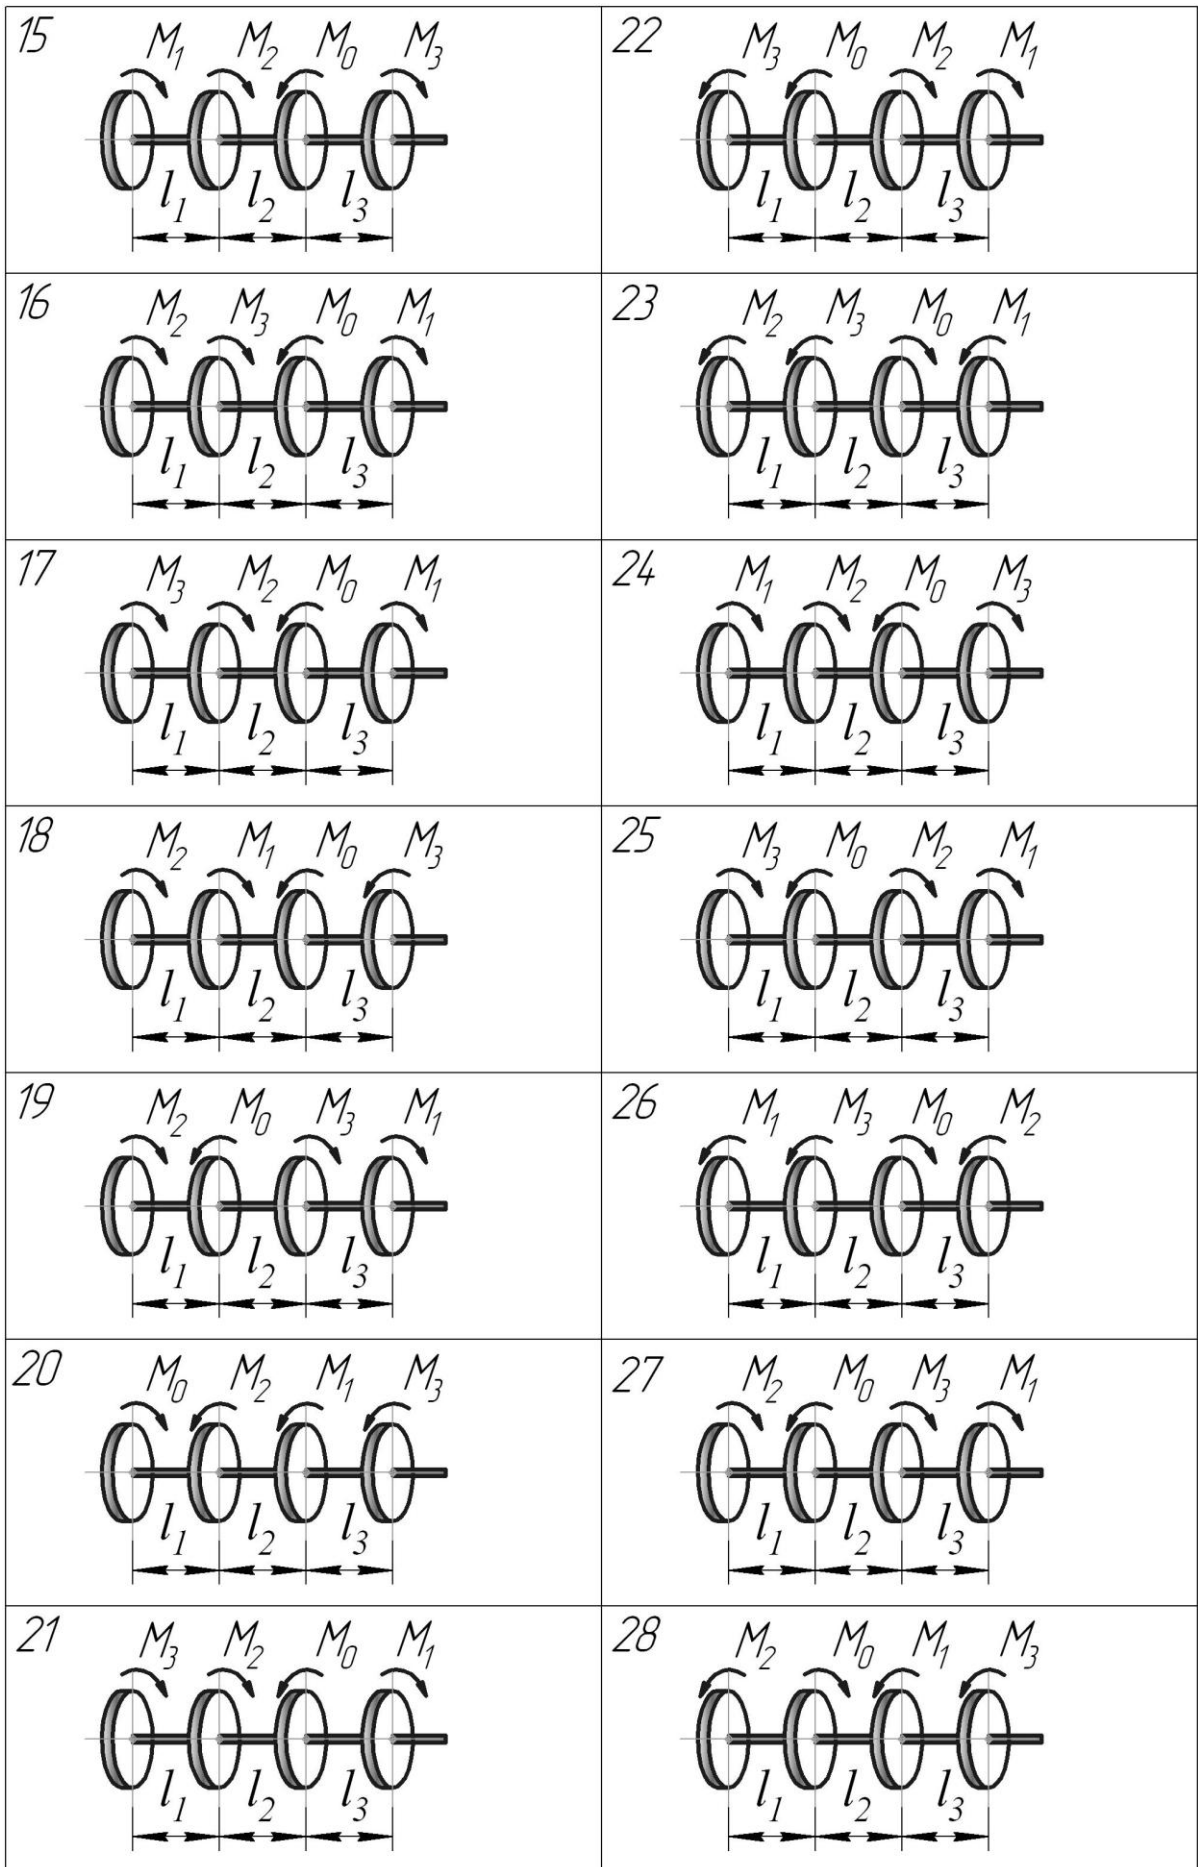 15 M₁ M₂ M₀ M₃
l₁ l₂ l₃
22 M₃ M₀ M₂ M₁
l₁ l₂ l₃
16 M₂ M₃ M₀ M₁
l₁ l₂ l₃
23 M₂ M₃ M₀ M₁
l₁ l₂ l₃
17 M₃ M₂ M₀ M₁
l₁ l₂ l₃
24 M₁ M₂ M₀ M₃
l₁ l₂ l₃
18 M₂ M₁ M₀ M₃
l₁ l₂ l₃
25 M₃ M₀ M₂ M₁
l₁ l₂ l₃
19 M₂ M₀ M₃ M₁
l₁ l₂ l₃
26 M₁ M₃ M₀ M₂
l₁ l₂ l₃
20 M₀ M₂ M₁ M₃
l₁ l₂ l₃
27 M₂ M₀ M₃ M₁
l₁ l₂ l₃
21 M₃ M₂ M₀ M₁
l₁ l₂ l₃
28 M₂ M₀ M₁ M₃
l₁ l₂ l₃